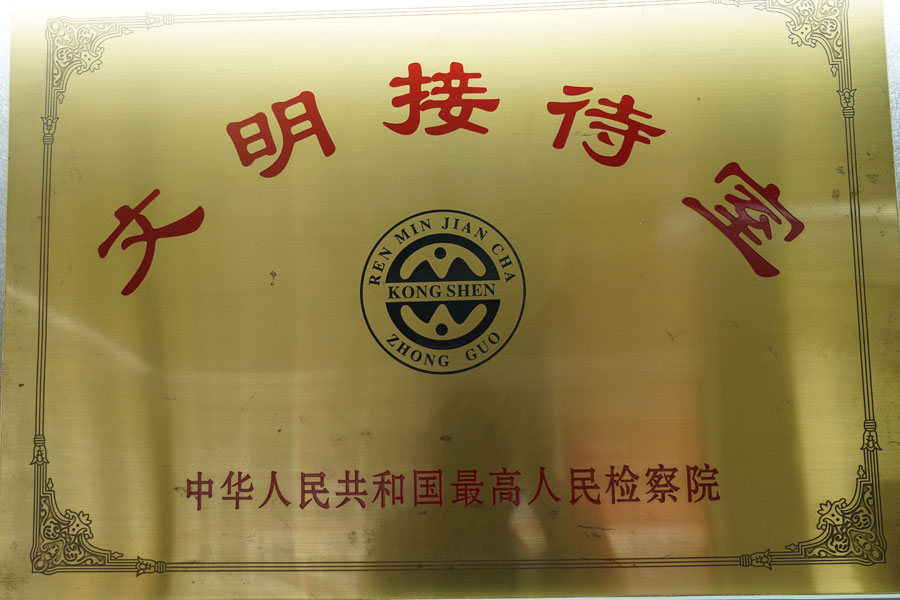 文明接待室
REN MIN JIAN CHA
KONG SHEN
ZHONG GUO
中华人民共和国最高人民检察院